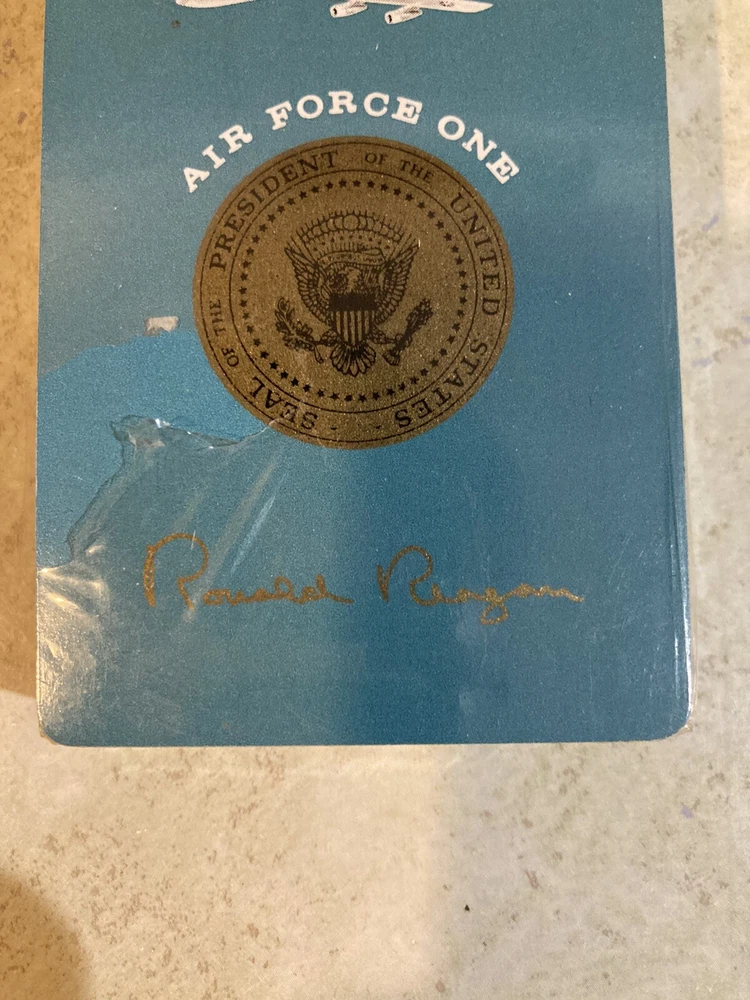 AIR FORCE ONE
SEAL OF THE PRESIDENT OF THE UNITED STATES
Ronald Reagan